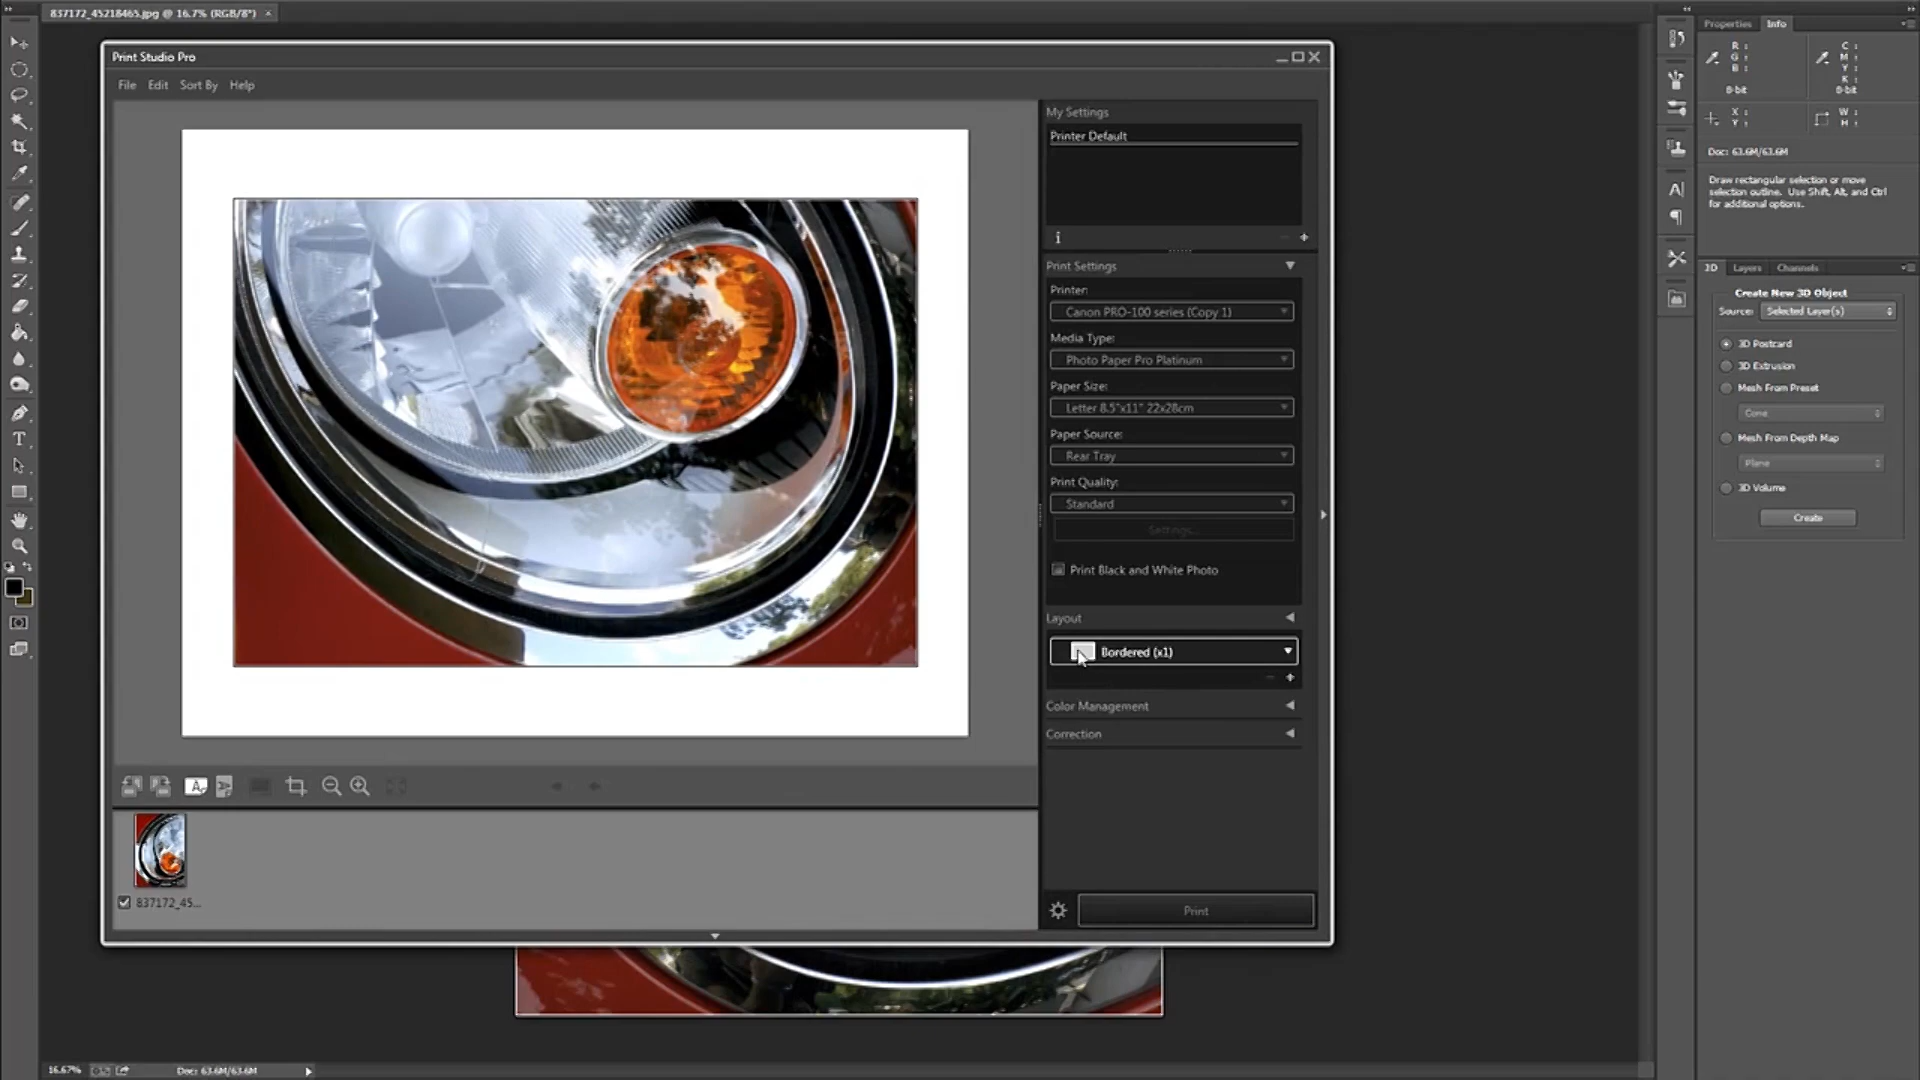 837172_45218465.jpg @ 16.7% (RGB/8*) ×
Print Studio Pro
File Edit Sort By Help
My Settings
Printer Default
Print Settings
Printer:
Canon PRO-100 series (Copy 1)
Media Type:
Photo Paper Pro Platinum
Paper Size:
Letter 8.5"x11" 22x28cm
Paper Source:
Rear Tray
Print Quality:
Standard
Settings...
Print Black and White Photo
Layout
Bordered (x1)
Color Management
Correction
Print
837172_45...
Properties Info
R :
G :
B :
8-bit
C :
M :
Y :
K :
8-bit
X :
Y :
W :
H :
Doc: 63.6M/63.6M
Draw rectangular selection or move
selection outline. Use Shift, Alt, and Ctrl
for additional options.
3D Layers Channels
Create New 3D Object
Source: Selected Layer(s)
3D Postcard
3D Extrusion
Mesh From Preset
Cone
Mesh From Depth Map
Plane
3D Volume
Create
16.67% Doc: 63.6M/63.6M